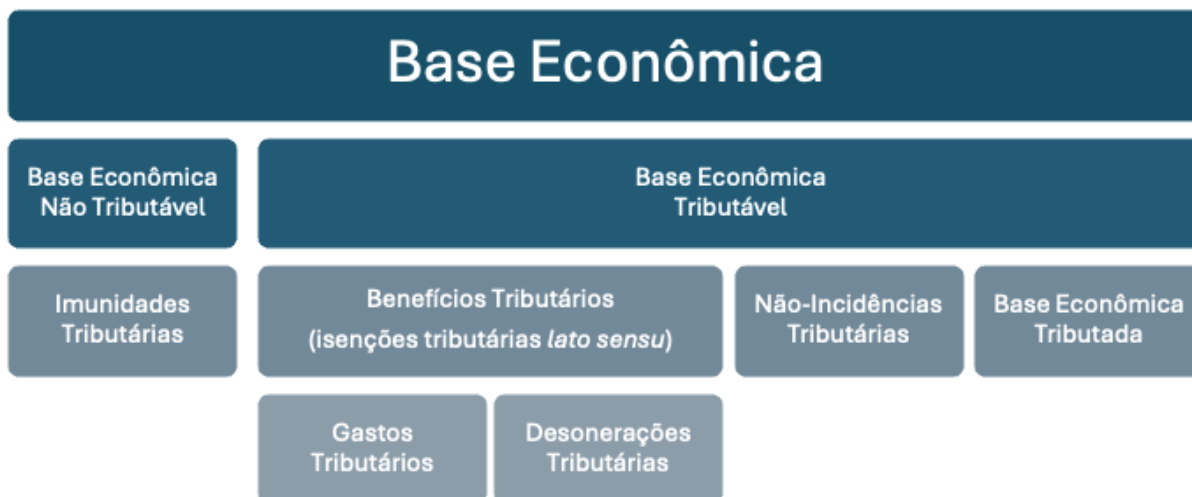 Base Econômica
Base Econômica
Não Tributável
Base Econômica
Tributável
Imunidades
Tributárias
Benefícios Tributários
(isenções tributárias lato sensu)
Não-Incidências
Tributárias
Base Econômica
Tributada
Gastos
Tributários
Desonerações
Tributárias